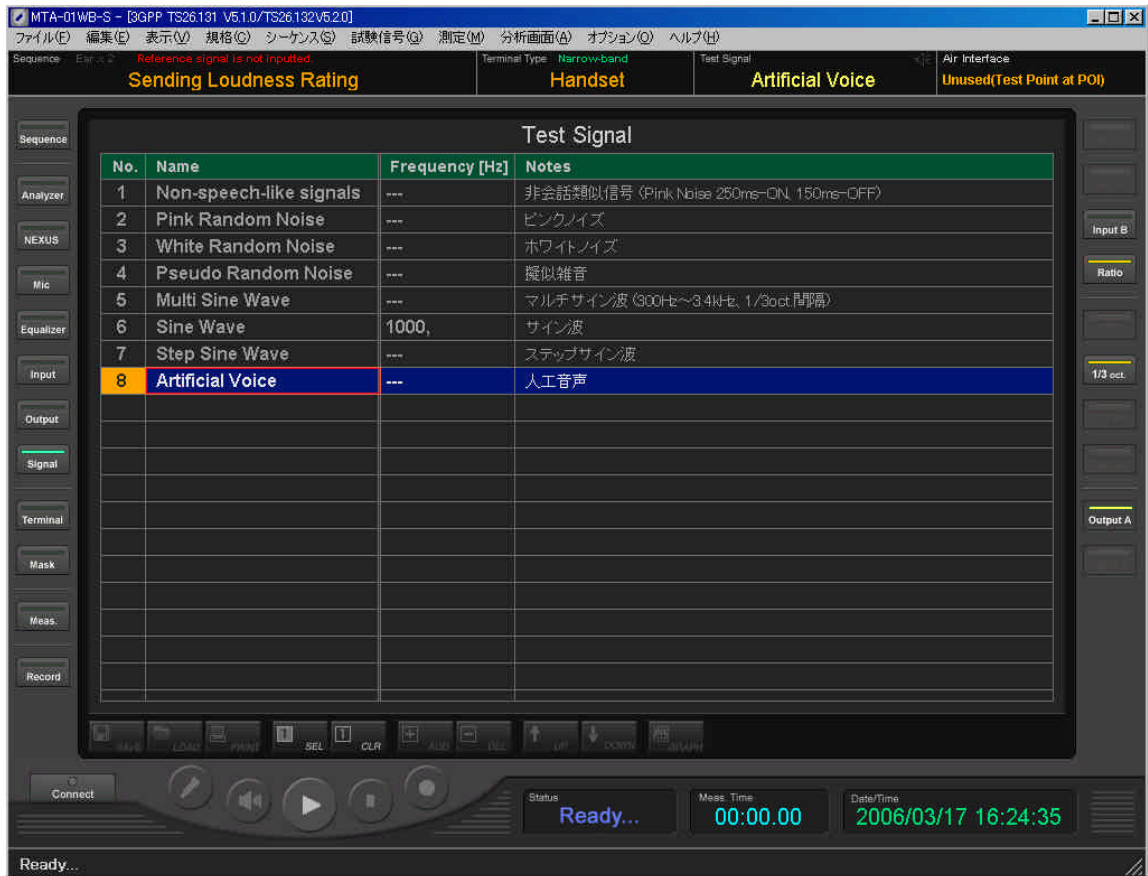 MTA-01WB-S - [3GPP TS26.131 V5.1.0/TS26.132V5.2.0]
ファイル(F) 編集(E) 表示(V) 規格(C) シーケンス(S) 試験信号(G) 測定(M) 分析画面(A) オプション(O) ヘルプ(H)
Sequence Ear x 2 Reference signal is not inputted. Terminal Type Narrow-band Test Signal Air Interface
Sending Loudness Rating Handset Artificial Voice Unused(Test Point at POI)
Test Signal
No. Name Frequency [Hz] Notes
1 Non-speech-like signals --- 非会話類似信号 (Pink Noise 250ms-ON, 150ms-OFF)
2 Pink Random Noise --- ピンクノイズ
3 White Random Noise --- ホワイトノイズ
4 Pseudo Random Noise --- 擬似雑音
5 Multi Sine Wave --- マルチサイン波 (300Hz～3.4kHz、1/3oct.間隔)
6 Sine Wave 1000, サイン波
7 Step Sine Wave --- ステップサイン波
8 Artificial Voice --- 人工音声
Sequence
Analyzer
NEXUS
Mic
Equalizer
Input
Output
Signal
Terminal
Mask
Meas.
Record
Input B
Ratio
1/3 oct.
Output A
SAVE LOAD PRINT SEL CLR ADD DEL UP DOWN GRAPH
Connect
Status Meas. Time Date/Time
Ready... 00:00.00 2006/03/17 16:24:35
Ready...